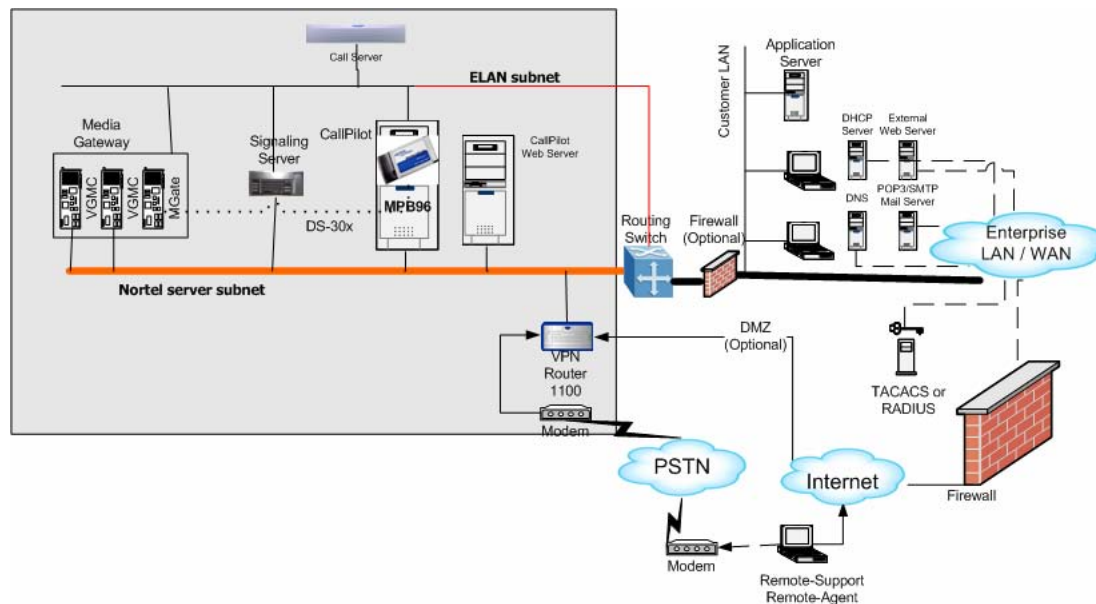 Call Server
ELAN subnet
Media
Gateway
VGMC
VGMC
MGate
Signaling
Server
DS-30x
CallPilot
MPB96
CallPilot
Web Server
Nortel server subnet
VPN
Router
1100
Modem
Routing
Switch
Firewall
(Optional)
Customer LAN
Application
Server
DHCP
Server
External
Web Server
DNS
POP3/SMTP
Mail Server
Enterprise
LAN / WAN
DMZ
(Optional)
TACACS or
RADIUS
Firewall
PSTN
Internet
Modem
Remote-Support
Remote-Agent